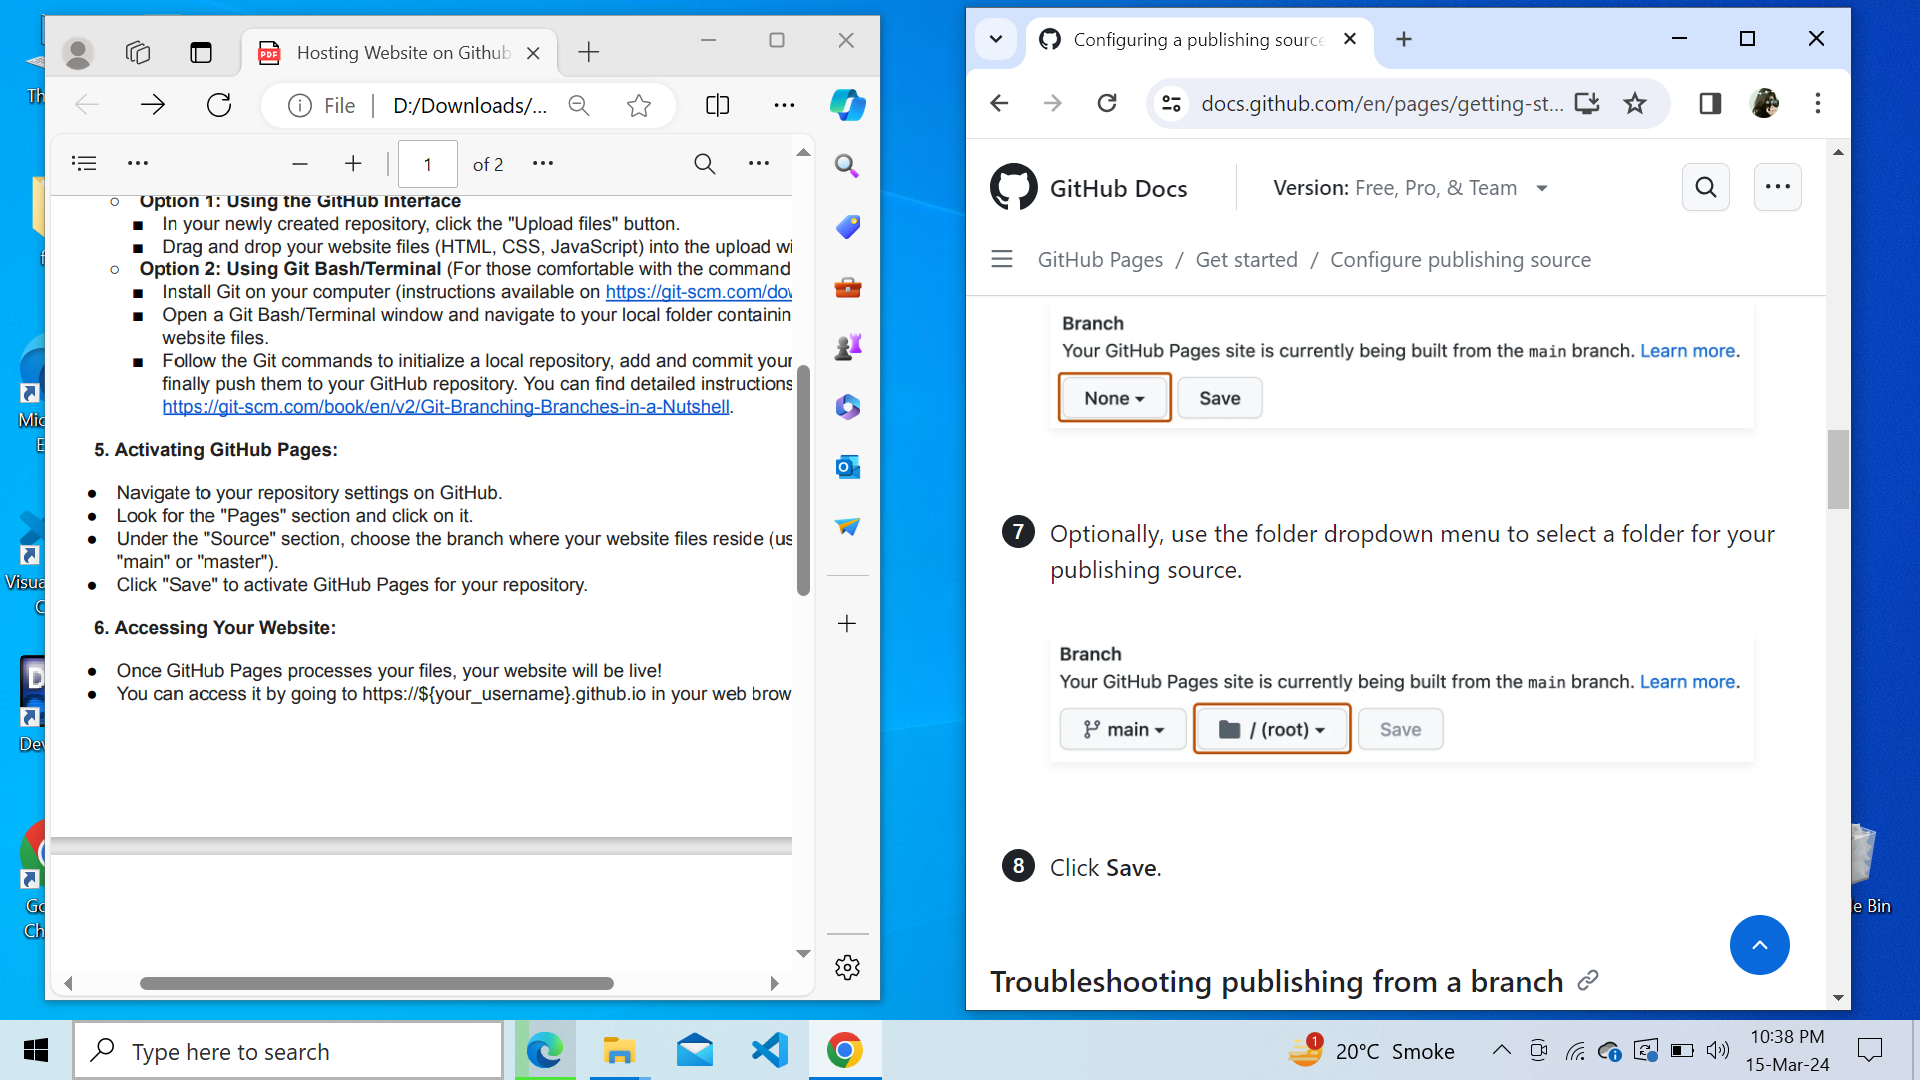 Hosting Website on Github
File
D:/Downloads/...
1
of 2
Option 1: Using the GitHub Interface
In your newly created repository, click the "Upload files" button.
Drag and drop your website files (HTML, CSS, JavaScript) into the upload wi
Option 2: Using Git Bash/Terminal (For those comfortable with the command
Install Git on your computer (instructions available on https://git-scm.com/dow
Open a Git Bash/Terminal window and navigate to your local folder containin
website files.
Follow the Git commands to initialize a local repository, add and commit your
finally push them to your GitHub repository. You can find detailed instructions
https://git-scm.com/book/en/v2/Git-Branching-Branches-in-a-Nutshell.
5. Activating GitHub Pages:
Navigate to your repository settings on GitHub.
Look for the "Pages" section and click on it.
Under the "Source" section, choose the branch where your website files reside (us
"main" or "master").
Click "Save" to activate GitHub Pages for your repository.
6. Accessing Your Website:
Once GitHub Pages processes your files, your website will be live!
You can access it by going to https://${your_username}.github.io in your web brow
Configuring a publishing source
docs.github.com/en/pages/getting-st...
GitHub Docs
Version: Free, Pro, & Team
GitHub Pages / Get started / Configure publishing source
Branch
Your GitHub Pages site is currently being built from the main branch. Learn more.
None
Save
7 Optionally, use the folder dropdown menu to select a folder for your
publishing source.
Branch
Your GitHub Pages site is currently being built from the main branch. Learn more.
main
/ (root)
Save
8 Click Save.
Troubleshooting publishing from a branch
Th
Mic
E
Visua
C
Dev
Go
Ch
le Bin
Type here to search
1
20°C Smoke
10:38 PM
15-Mar-24